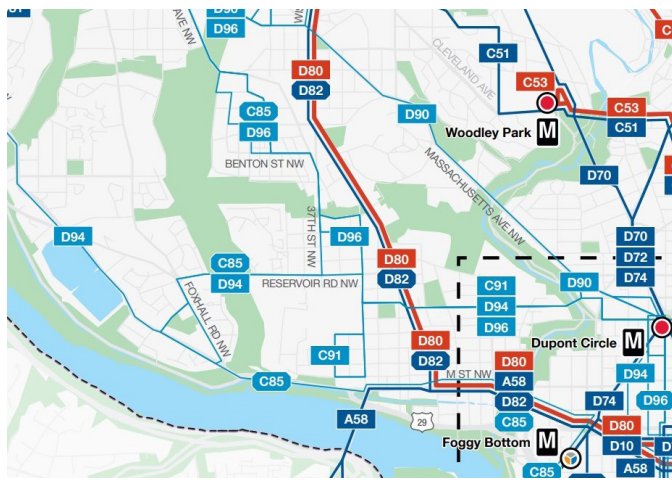 D96
AVE NW
D80
D82
C51
CLEVELAND AVE
C53
Woodley Park
M
C53
C51
C85
D96
D90
BENTON ST NW
MASSACHUSETTS AVE NW
D70
37TH ST NW
D94
D96
C85
D94
RESERVOIR RD NW
D80
D82
D70
D72
D74
C91
D94
D96
D90
FOXHALL RD NW
C91
D80
D82
Dupont Circle
M
C85
M ST NW
D80
A58
D82
C85
D94
D96
D74
A58
29
Foggy Bottom
M
D80
D10
A58
C85